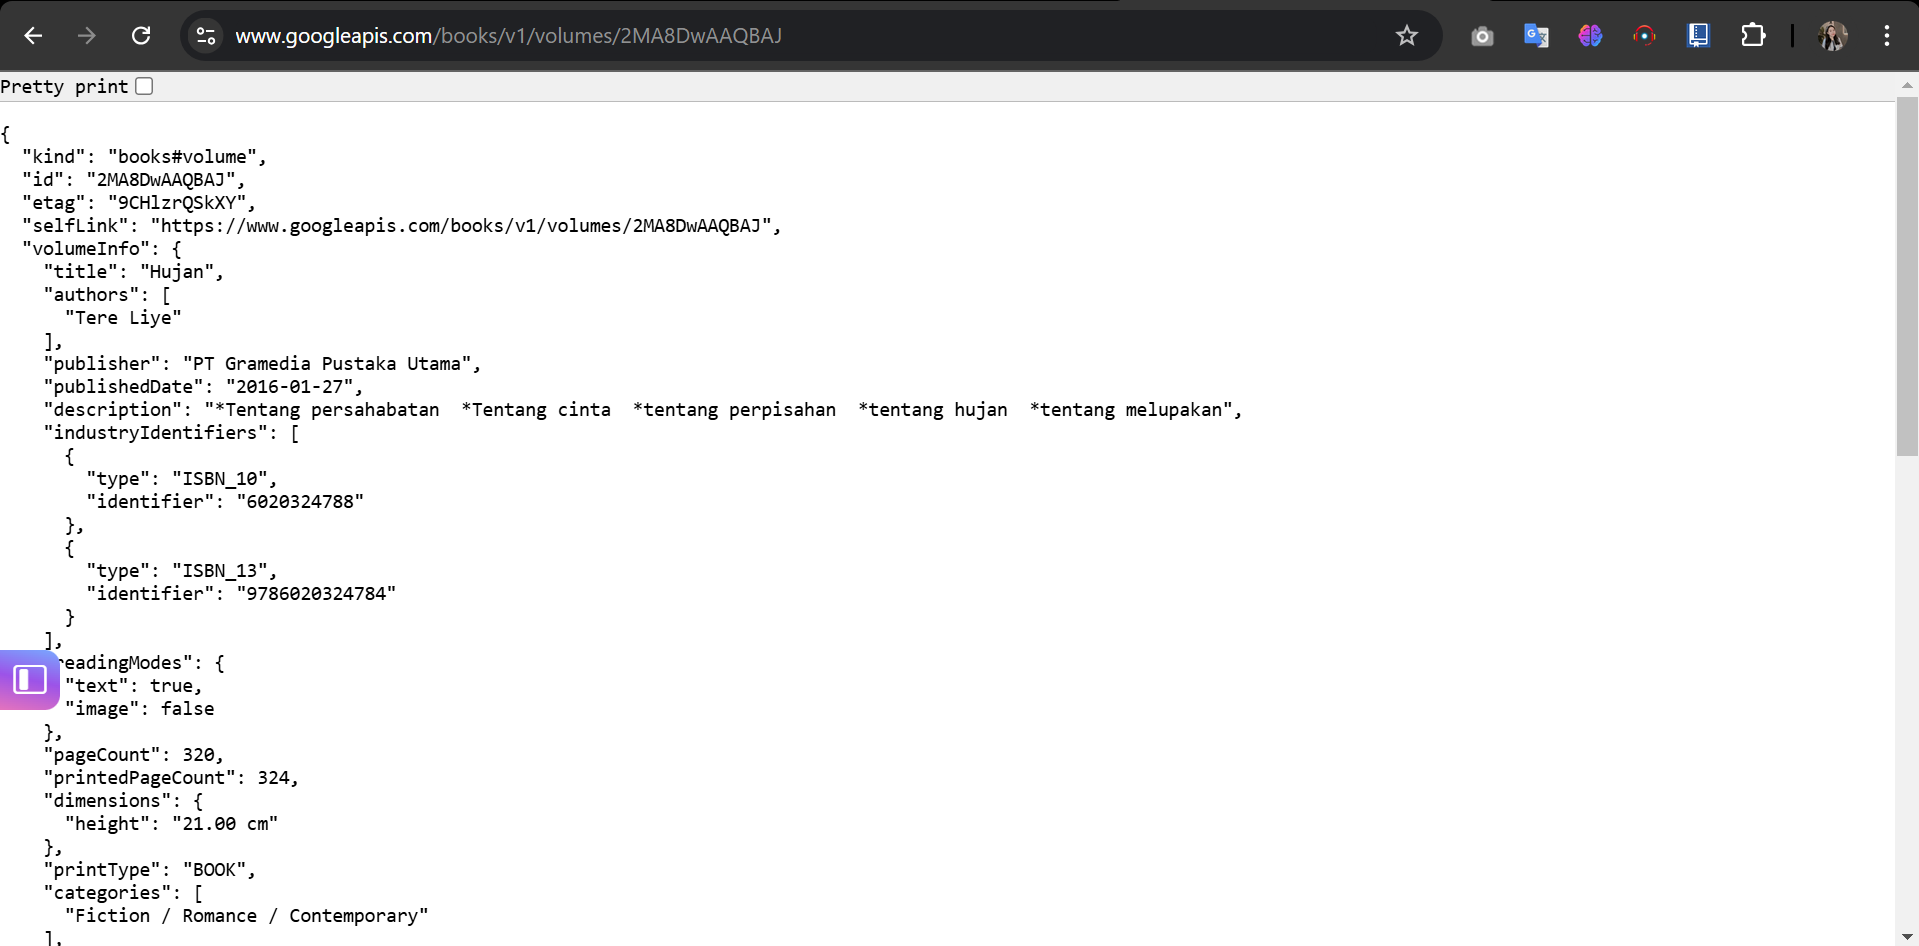 www.googleapis.com/books/v1/volumes/2MA8DwAAQBAJ
Pretty print
{
  "kind": "books#volume",
  "id": "2MA8DwAAQBAJ",
  "etag": "9CHlzrQSkXY",
  "selfLink": "https://www.googleapis.com/books/v1/volumes/2MA8DwAAQBAJ",
  "volumeInfo": {
    "title": "Hujan",
    "authors": [
      "Tere Liye"
    ],
    "publisher": "PT Gramedia Pustaka Utama",
    "publishedDate": "2016-01-27",
    "description": "*Tentang persahabatan  *Tentang cinta  *tentang perpisahan  *tentang hujan  *tentang melupakan",
    "industryIdentifiers": [
      {
        "type": "ISBN_10",
        "identifier": "6020324788"
      },
      {
        "type": "ISBN_13",
        "identifier": "9786020324784"
      }
    ],
    readingModes": {
      "text": true,
      "image": false
    },
    "pageCount": 320,
    "printedPageCount": 324,
    "dimensions": {
      "height": "21.00 cm"
    },
    "printType": "BOOK",
    "categories": [
      "Fiction / Romance / Contemporary"
    ],